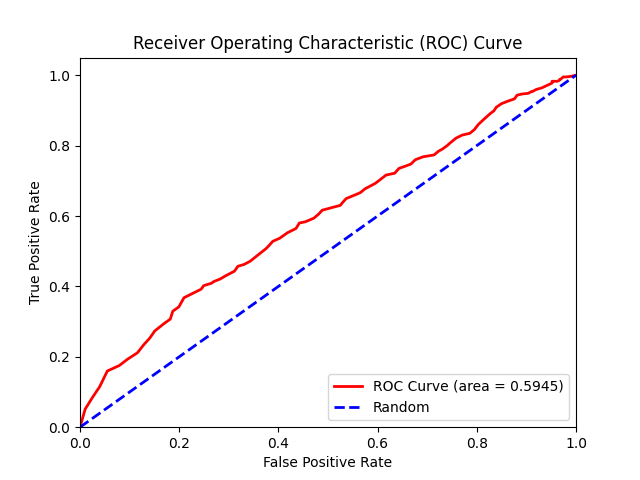 Receiver Operating Characteristic (ROC) Curve
1.0
0.8
0.6
0.4
0.2
0.0
True Positive Rate
ROC Curve (area = 0.5945)
Random
0.0 0.2 0.4 0.6 0.8 1.0
False Positive Rate